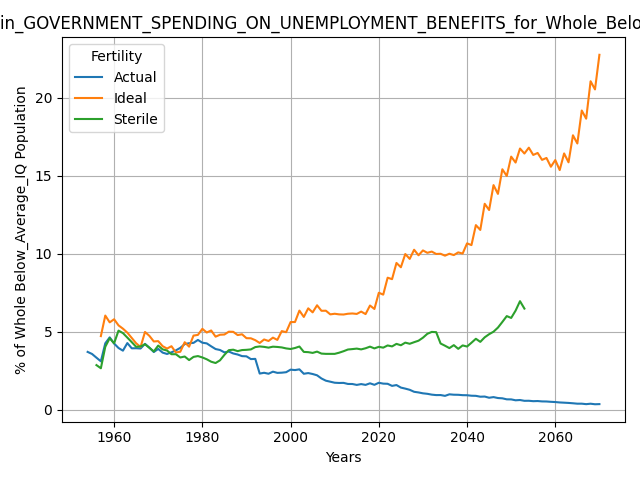 in_GOVERNMENT_SPENDING_ON_UNEMPLOYMENT_BENEFITS_for_Whole_Belo
Fertility
Actual
Ideal
Sterile
% of Whole Below_Average_IQ Population
20
15
10
5
0
1960 1980 2000 2020 2040 2060
Years